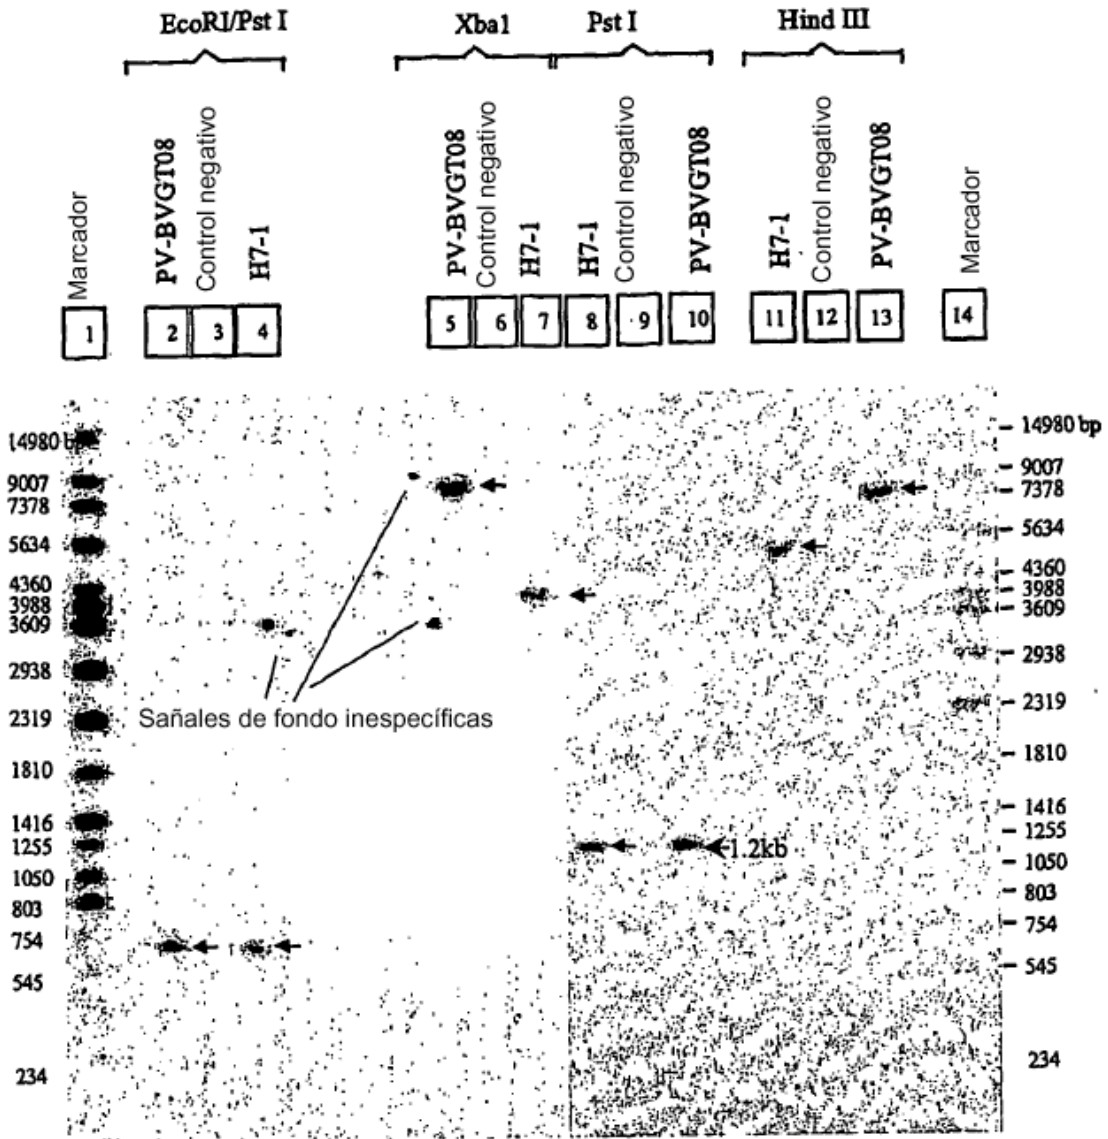 EcoRI/Pst I
Xba1
Pst I
Hind III
Marcador
PV-BVGT08
Control negativo
H7-1
PV-BVGT08
Control negativo
H7-1
H7-1
Control negativo
PV-BVGT08
H7-1
Control negativo
PV-BVGT08
Marcador
1
2
3
4
5
6
7
8
9
10
11
12
13
14
14980 bp
9007
7378
5634
4360
3988
3609
2938
2319
1810
1416
1255
1050
803
754
545
234
Sañales de fondo inespecíficas
1.2kb
14980 bp
9007
7378
5634
4360
3988
3609
2938
2319
1810
1416
1255
1050
803
754
545
234